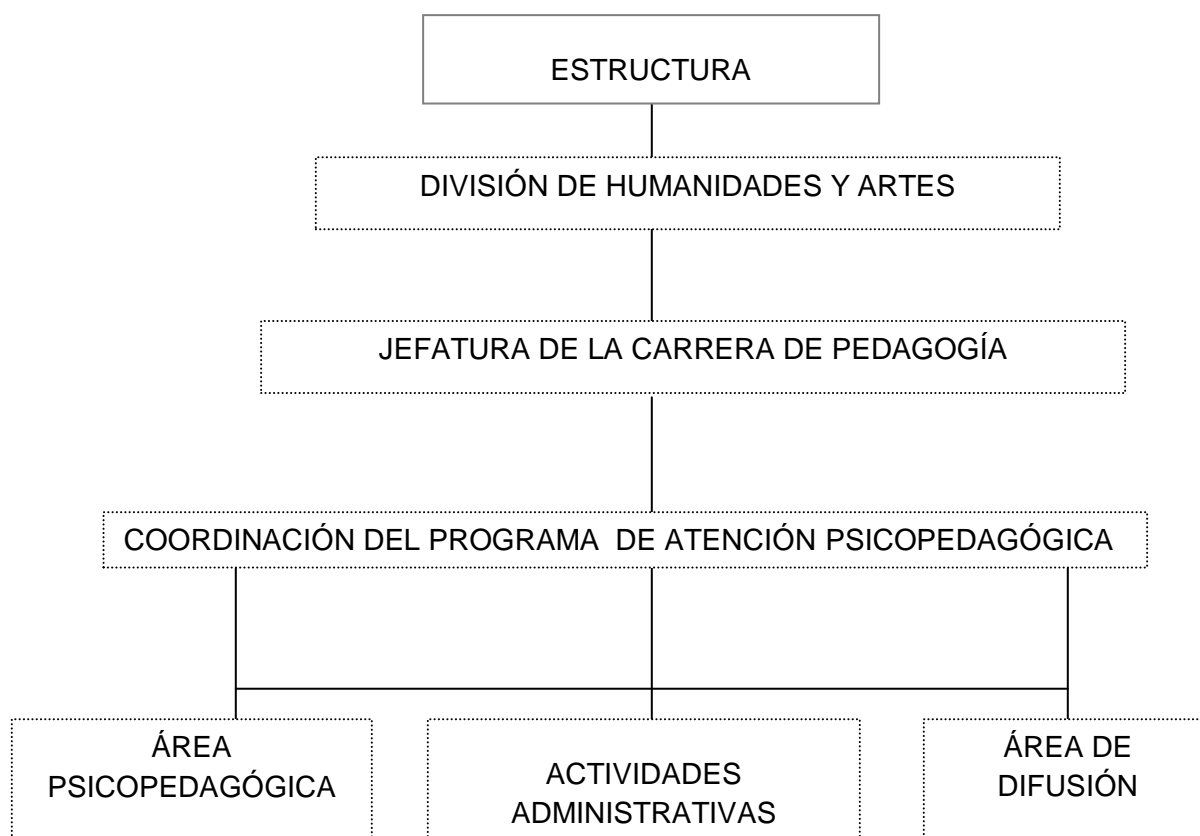 ESTRUCTURA
DIVISIÓN DE HUMANIDADES Y ARTES
JEFATURA DE LA CARRERA DE PEDAGOGÍA
COORDINACIÓN DEL PROGRAMA  DE ATENCIÓN PSICOPEDAGÓGICA
ÁREA
PSICOPEDAGÓGICA
ACTIVIDADES
ADMINISTRATIVAS
ÁREA DE
DIFUSIÓN